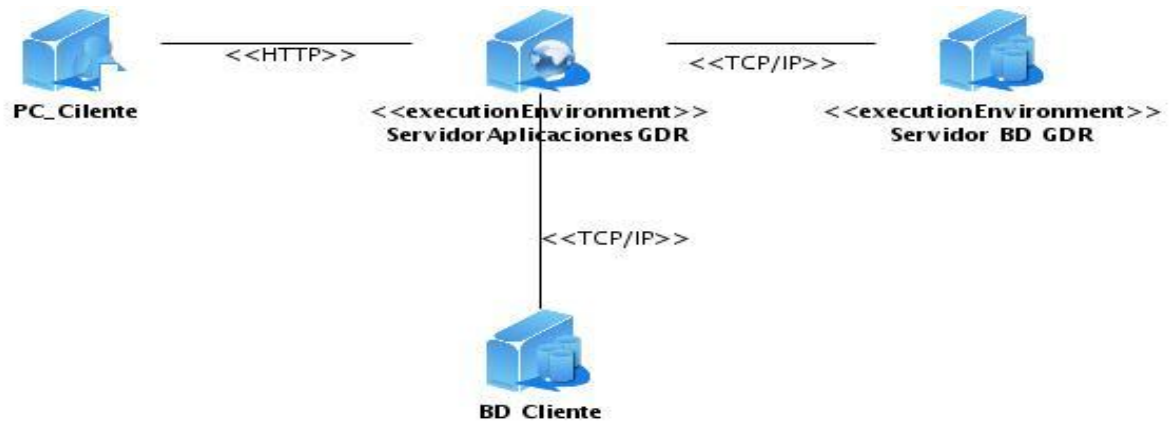 <<HTTP>>
<<TCP/IP>>
PC_Cilente
<<executionEnvironment>>
ServidorAplicaciones GDR
<<executionEnvironment>>
Servidor BD GDR
<<TCP/IP>>
BD Cliente